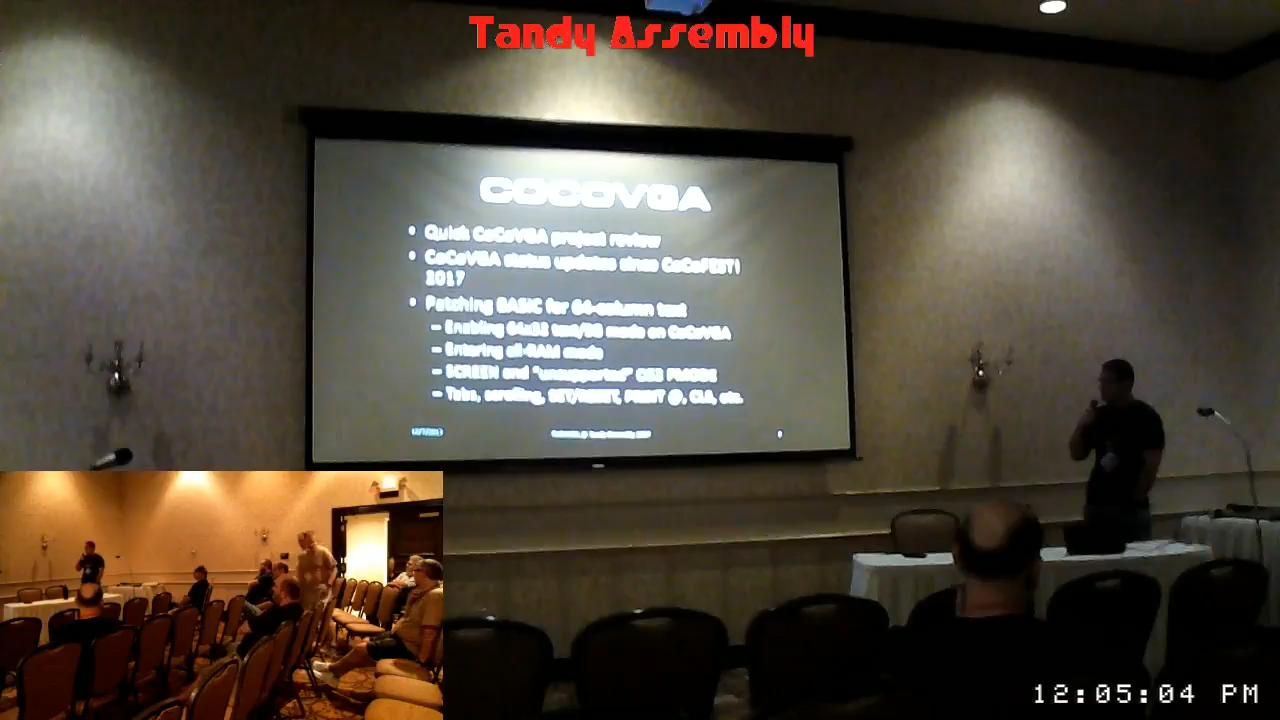 Tandy Assembly
COCOVGA
• Quick CoCoVGA project review
• CoCoVGA status updates since CoCoFEST!
2017
• Patching BASIC for 64-column text
– Enabling 64x32 text/SG mode on CoCoVGA
– Entering all-RAM mode
– SCREEN and "unsupported" CSS PMODE
– Tabs, scrolling, SET/RESET, PRINT @, CLS, etc.
12:05:04 PM